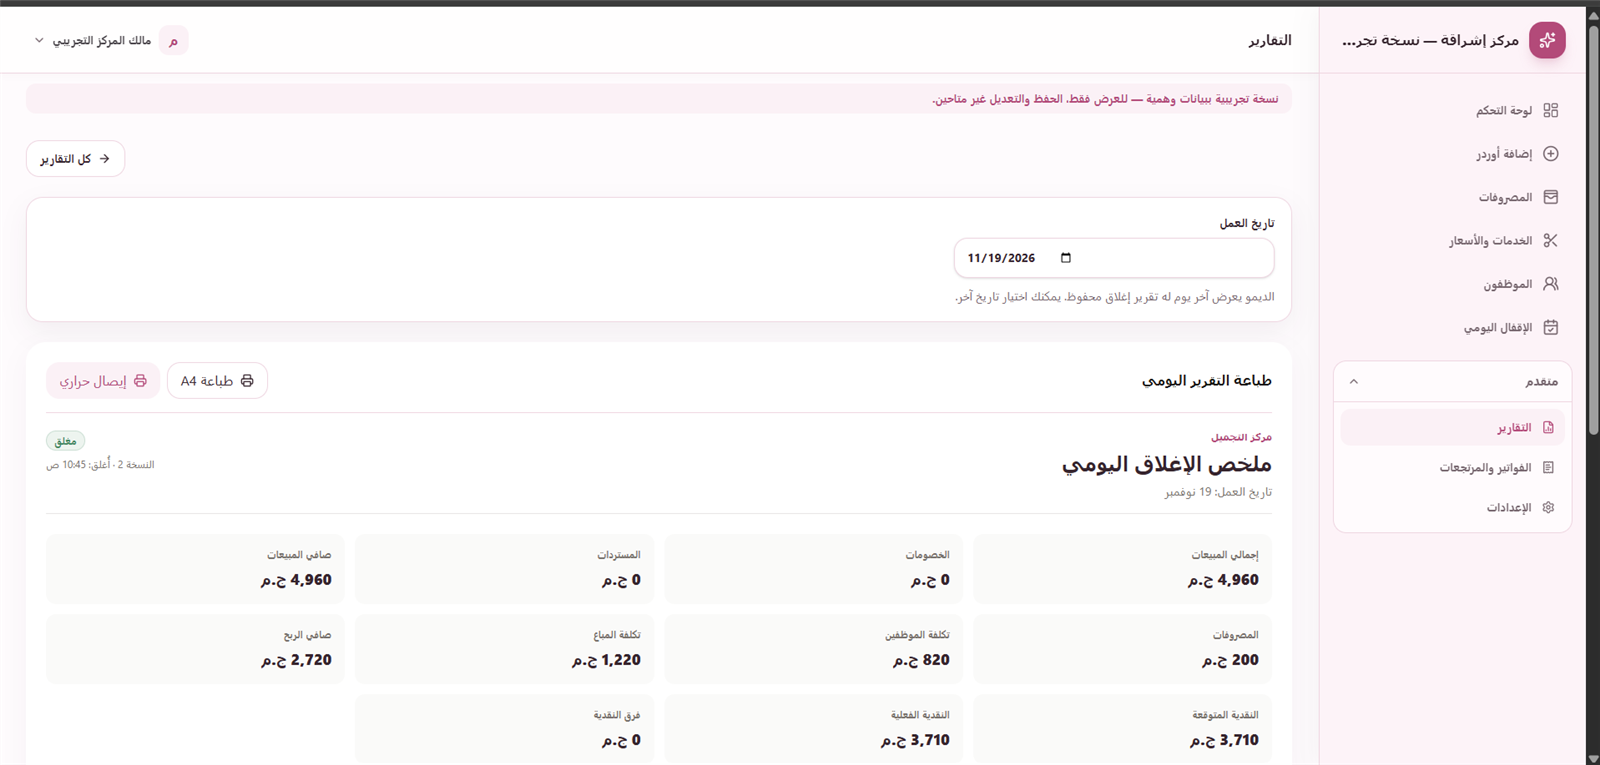 مركز إشراقة — نسخة تجر...
لوحة التحكم
إضافة أوردر
المصروفات
الخدمات والأسعار
الموظفون
الإقفال اليومي
متقدم
التقارير
الفواتير والمرتجعات
الإعدادات
التقارير
م
مالك المركز التجريبي
نسخة تجريبية ببيانات وهمية — للعرض فقط. الحفظ والتعديل غير متاحين.
كل التقارير
تاريخ العمل
11/19/2026
الديمو يعرض آخر يوم له تقرير إغلاق محفوظ. يمكنك اختيار تاريخ آخر.
طباعة التقرير اليومي
طباعة A4
إيصال حراري
مركز التجميل
ملخص الإغلاق اليومي
تاريخ العمل: 19 نوفمبر
مغلق
النسخة 2 · أُغلق: 10:45 ص
إجمالي المبيعات
4,960 ج.م
الخصومات
0 ج.م
المستردات
0 ج.م
صافي المبيعات
4,960 ج.م
المصروفات
200 ج.م
تكلفة الموظفين
820 ج.م
تكلفة المباع
1,220 ج.م
صافي الربح
2,720 ج.م
النقدية المتوقعة
3,710 ج.م
النقدية الفعلية
3,710 ج.م
فرق النقدية
0 ج.م